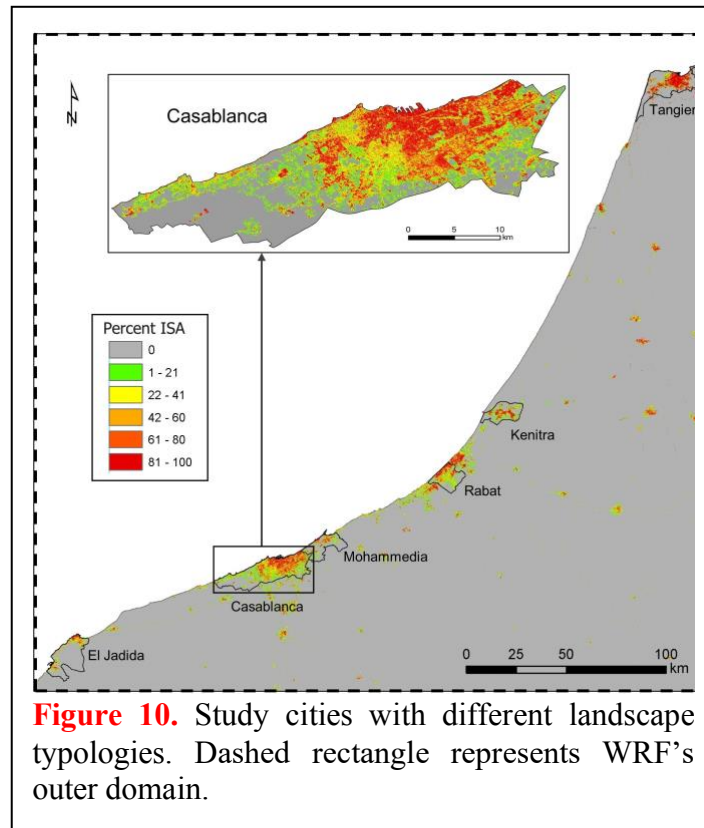 N
Casablanca
0 5 10
km
Tangier
Percent ISA
0
1 - 21
22 - 41
42 - 60
61 - 80
81 - 100
Kenitra
Rabat
Mohammedia
Casablanca
El Jadida
0 25 50 100
km
Figure 10. Study cities with different landscape
typologies. Dashed rectangle represents WRF's
outer domain.